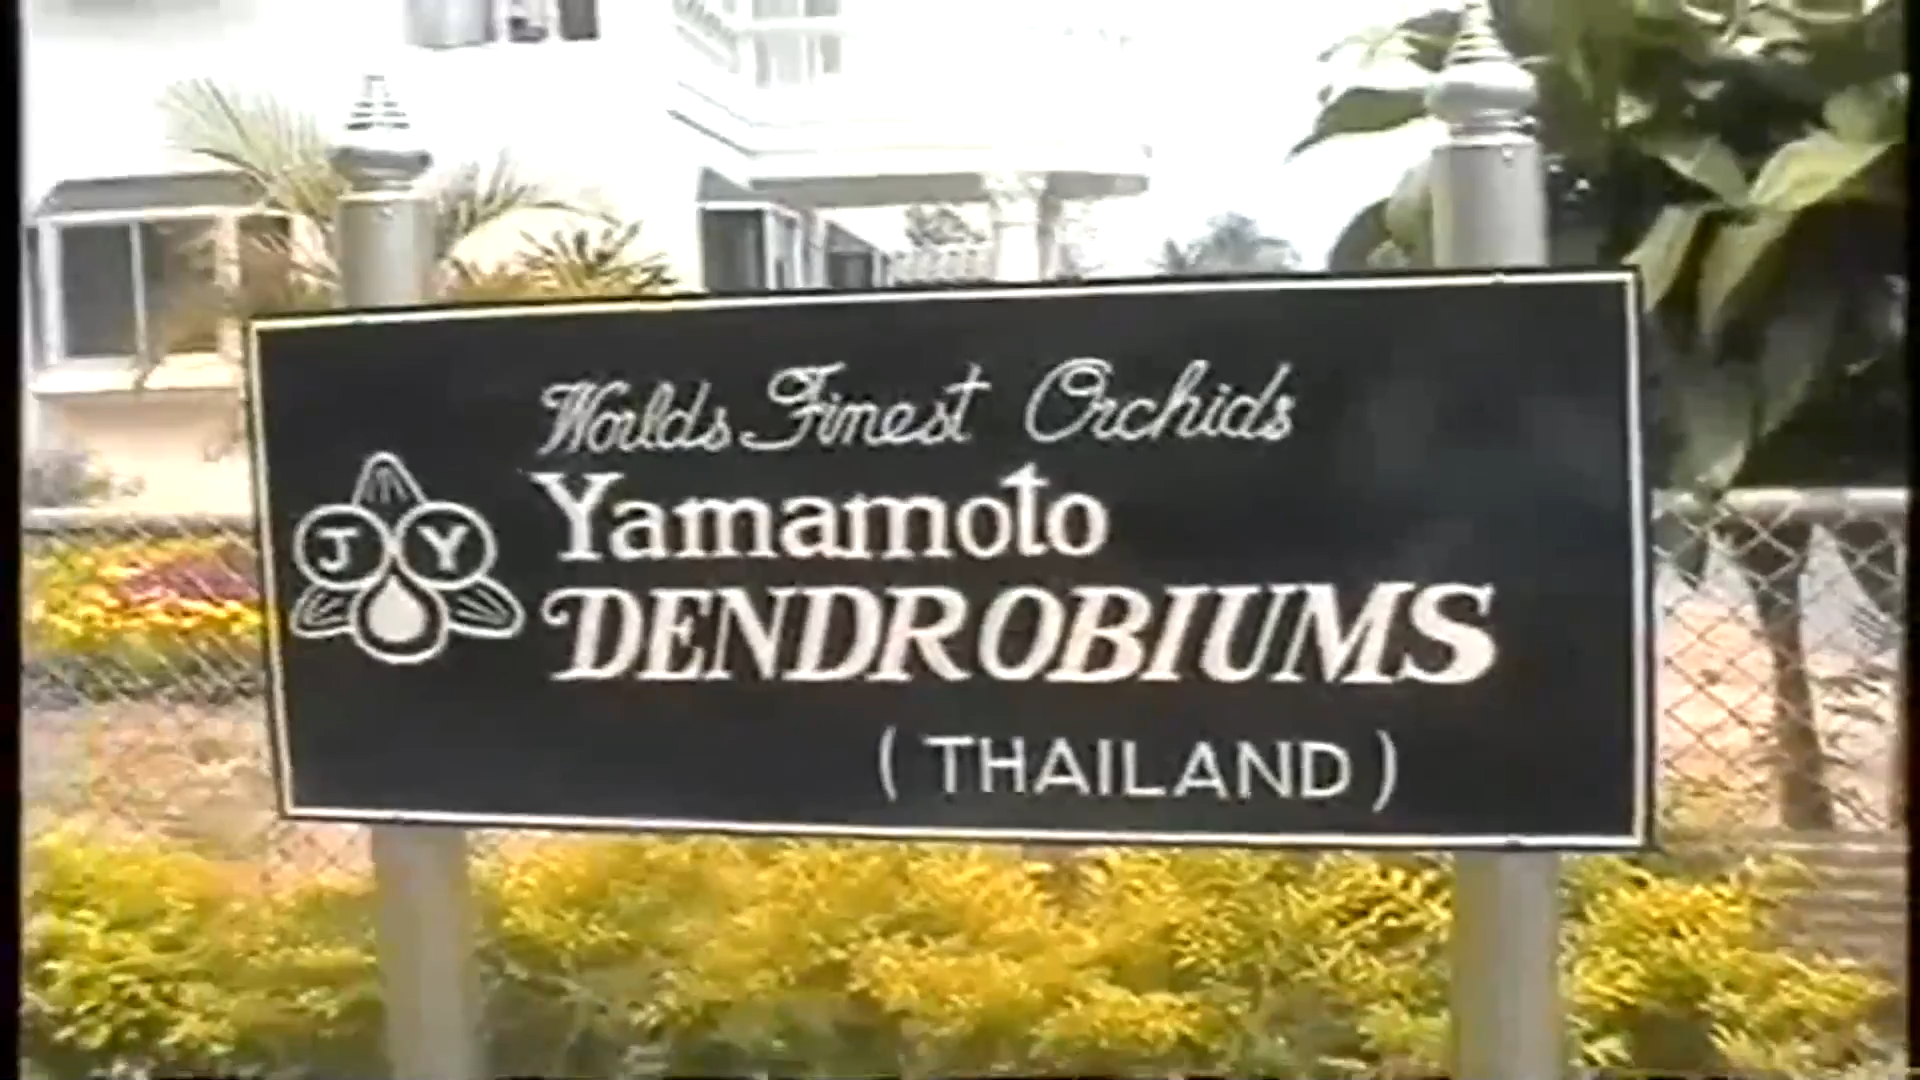 Worlds Finest Orchids
J Y
Yamamoto
DENDROBIUMS
(THAILAND)